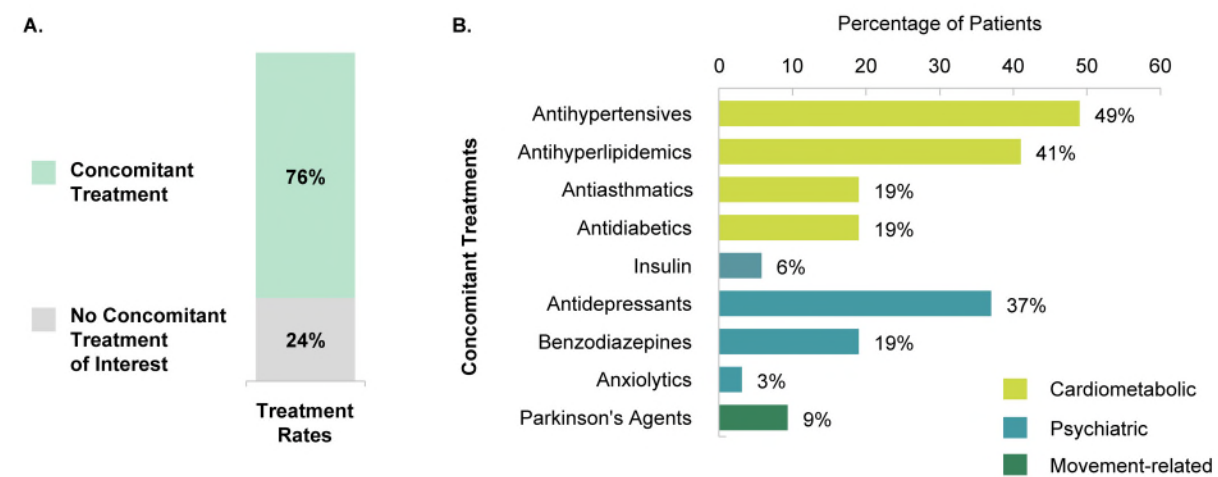 A.
Concomitant
Treatment
76%
No Concomitant
Treatment
of Interest
24%
Treatment
Rates
B.
Percentage of Patients
0 10 20 30 40 50 60
Concomitant Treatments
Antihypertensives 49%
Antihyperlipidemics 41%
Antiasthmatics 19%
Antidiabetics 19%
Insulin 6%
Antidepressants 37%
Benzodiazepines 19%
Anxiolytics 3%
Parkinson's Agents 9%
Cardiometabolic
Psychiatric
Movement-related